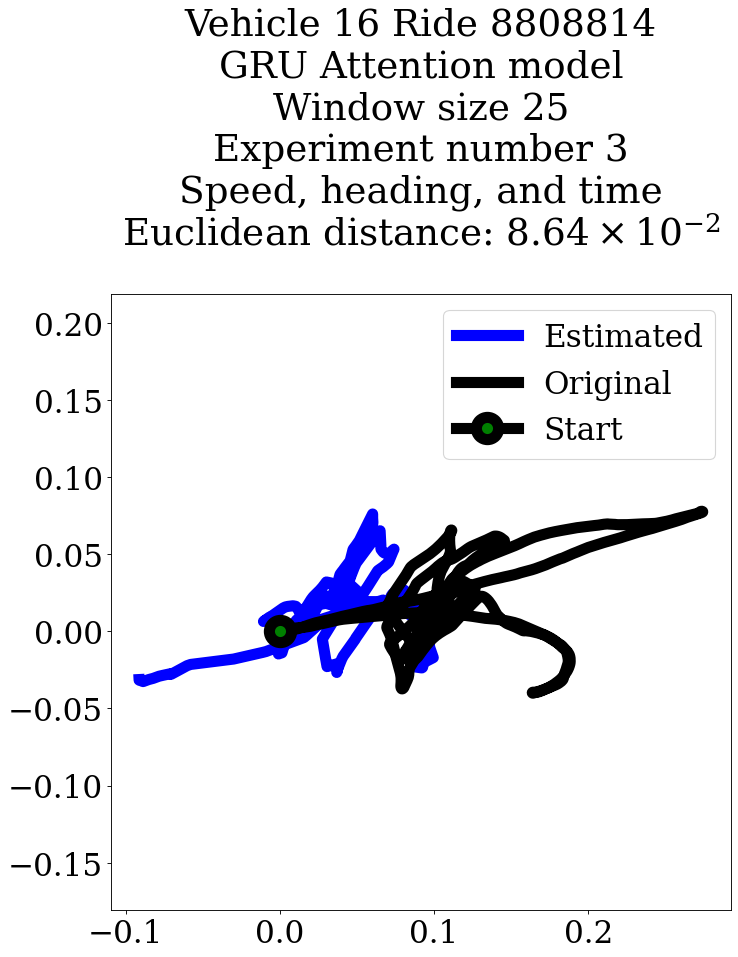 Vehicle 16 Ride 8808814
GRU Attention model
Window size 25
Experiment number 3
Speed, heading, and time
Euclidean distance: 8.64 × 10⁻²
Estimated
Original
Start
0.20
0.15
0.10
0.05
0.00
−0.05
−0.10
−0.15
−0.1 0.0 0.1 0.2